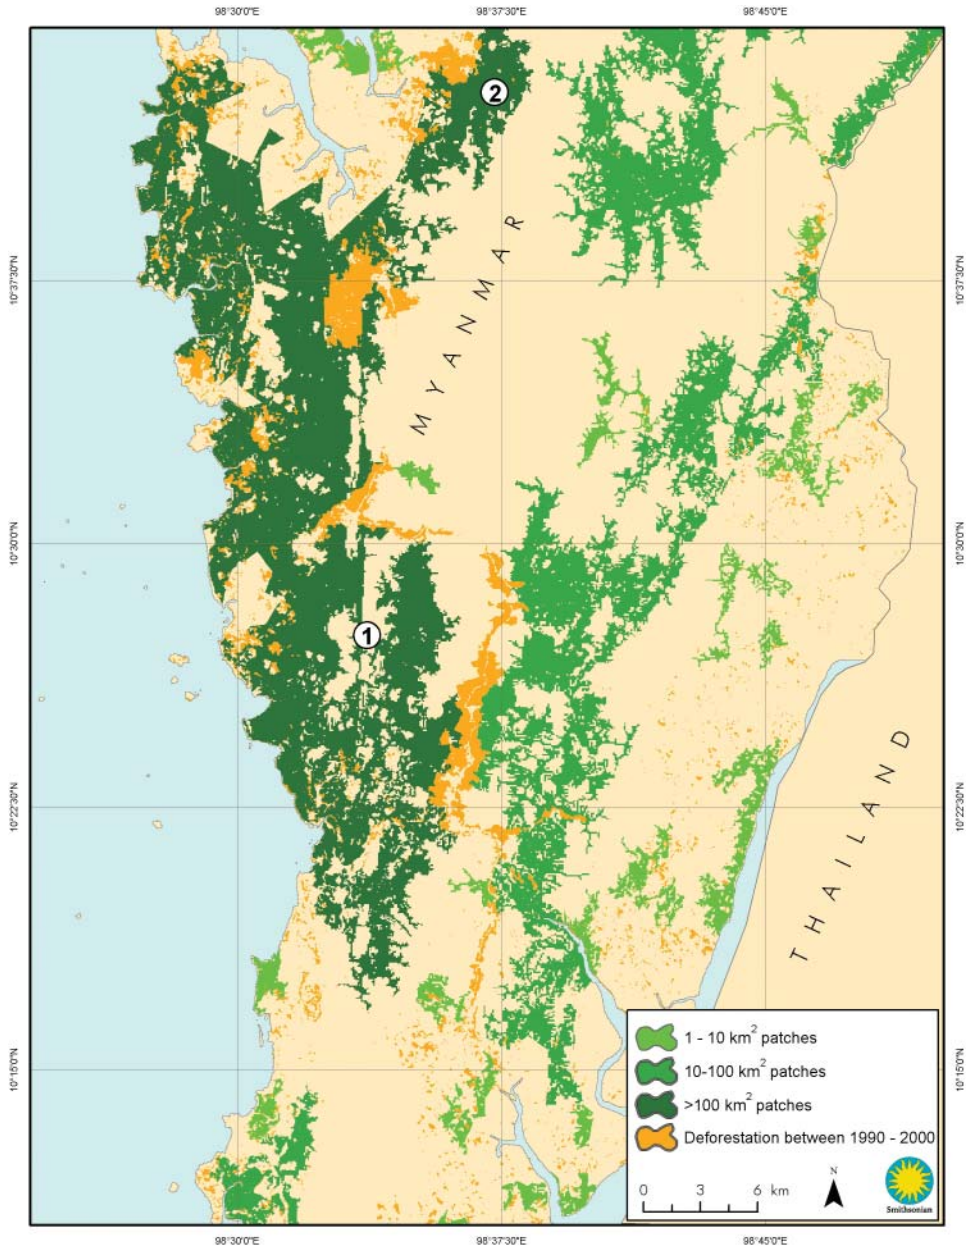 98°30'0"E 98°37'30"E 98°45'0"E
2
MYANMAR
10°37'30"N 10°37'30"N
10°30'0"N 10°30'0"N
1
10°22'30"N 10°22'30"N
THAILAND
1 - 10 km² patches
10-100 km² patches
>100 km² patches
Deforestation between 1990 - 2000
10°15'0"N 10°15'0"N
N
0 3 6 km
Smithsonian
98°30'0"E 98°37'30"E 98°45'0"E